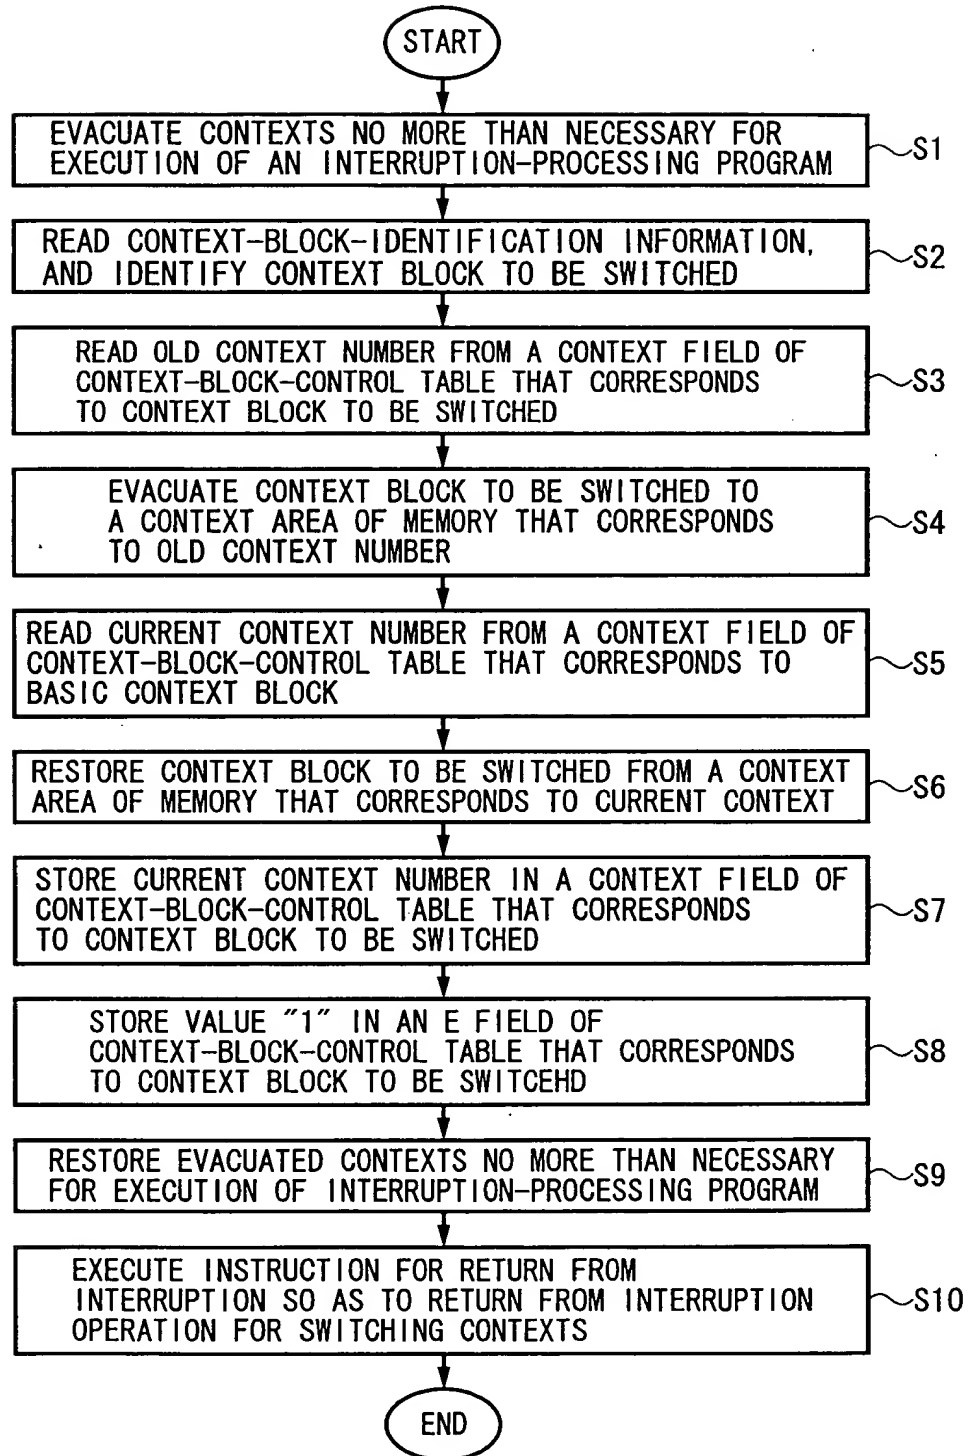 START
EVACUATE CONTEXTS NO MORE THAN NECESSARY FOR
EXECUTION OF AN INTERRUPTION-PROCESSING PROGRAM
S1
READ CONTEXT-BLOCK-IDENTIFICATION INFORMATION,
AND IDENTIFY CONTEXT BLOCK TO BE SWITCHED
S2
READ OLD CONTEXT NUMBER FROM A CONTEXT FIELD OF
CONTEXT-BLOCK-CONTROL TABLE THAT CORRESPONDS
TO CONTEXT BLOCK TO BE SWITCHED
S3
EVACUATE CONTEXT BLOCK TO BE SWITCHED TO
A CONTEXT AREA OF MEMORY THAT CORRESPONDS
TO OLD CONTEXT NUMBER
S4
READ CURRENT CONTEXT NUMBER FROM A CONTEXT FIELD OF
CONTEXT-BLOCK-CONTROL TABLE THAT CORRESPONDS TO
BASIC CONTEXT BLOCK
S5
RESTORE CONTEXT BLOCK TO BE SWITCHED FROM A CONTEXT
AREA OF MEMORY THAT CORRESPONDS TO CURRENT CONTEXT
S6
STORE CURRENT CONTEXT NUMBER IN A CONTEXT FIELD OF
CONTEXT-BLOCK-CONTROL TABLE THAT CORRESPONDS
TO CONTEXT BLOCK TO BE SWITCHED
S7
STORE VALUE "1" IN AN E FIELD OF
CONTEXT-BLOCK-CONTROL TABLE THAT CORRESPONDS
TO CONTEXT BLOCK TO BE SWITCEHD
S8
RESTORE EVACUATED CONTEXTS NO MORE THAN NECESSARY
FOR EXECUTION OF INTERRUPTION-PROCESSING PROGRAM
S9
EXECUTE INSTRUCTION FOR RETURN FROM
INTERRUPTION SO AS TO RETURN FROM INTERRUPTION
OPERATION FOR SWITCHING CONTEXTS
S10
END